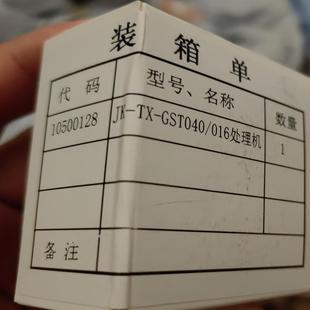 装箱单
代码 型号、名称 数量
10500128 JK-TX-GST040/016处理机 1
备注